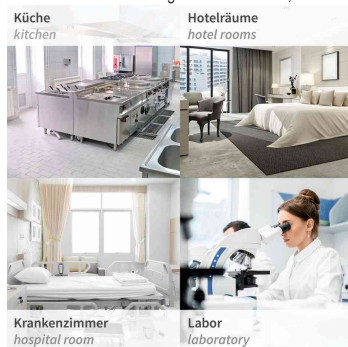 Küche
kitchen
Hotelräume
hotel rooms
Krankenzimmer
hospital room
Labor
laboratory